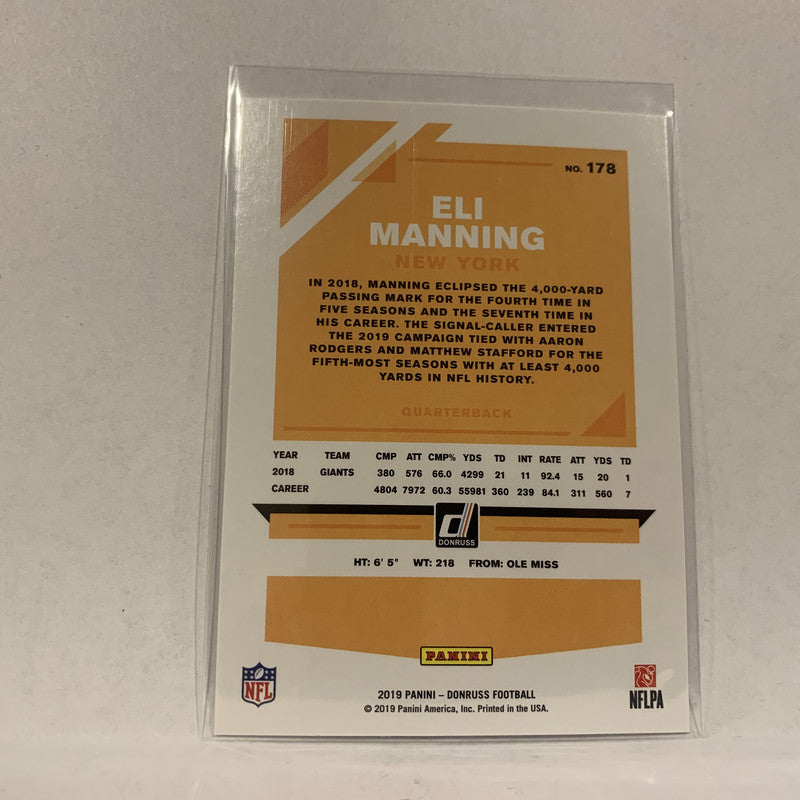 NO. 178
ELI
MANNING
NEW YORK
IN 2018, MANNING ECLIPSED THE 4,000-YARD
PASSING MARK FOR THE FOURTH TIME IN
FIVE SEASONS AND THE SEVENTH TIME IN
HIS CAREER. THE SIGNAL-CALLER ENTERED
THE 2019 CAMPAIGN TIED WITH AARON
RODGERS AND MATTHEW STAFFORD FOR THE
FIFTH-MOST SEASONS WITH AT LEAST 4,000
YARDS IN NFL HISTORY.
QUARTERBACK
YEAR TEAM CMP ATT CMP% YDS TD INT RATE ATT YDS TD
2018 GIANTS 380 576 66.0 4299 21 11 92.4 15 20 1
CAREER 4804 7972 60.3 55981 360 239 84.1 311 560 7
d
DONRUSS
HT: 6' 5" WT: 218 FROM: OLE MISS
PANINI
NFL
NFLPA
2019 PANINI – DONRUSS FOOTBALL
© 2019 Panini America, Inc. Printed in the USA.